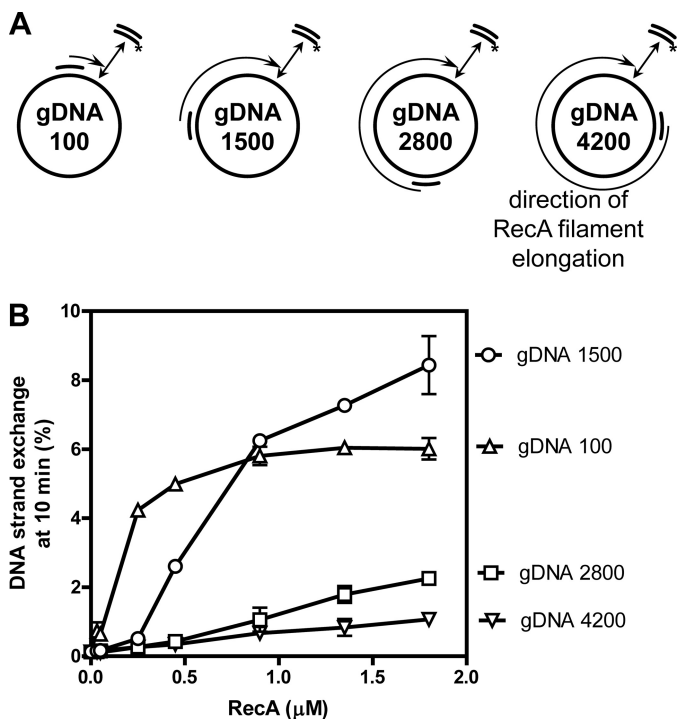 A
gDNA
100
gDNA
1500
gDNA
2800
gDNA
4200
*
*
*
*
direction of
RecA filament
elongation
B
DNA strand exchange
at 10 min (%)
10
8
6
4
2
0
0.0
0.5
1.0
1.5
2.0
RecA (μM)
gDNA 1500
gDNA 100
gDNA 2800
gDNA 4200